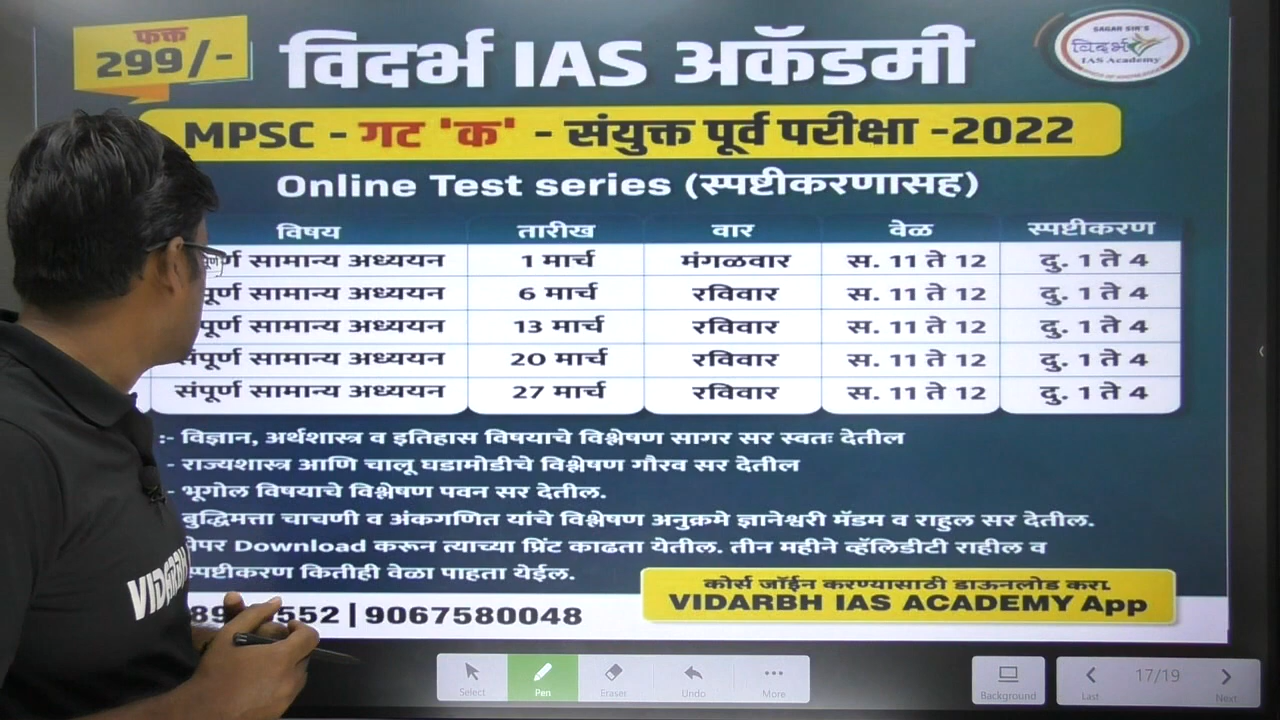 फक्त
299/-
विदर्भ IAS अकॅडमी
SAGAR SIR'S
विदर्भ
IAS Academy
MPSC - गट 'क' - संयुक्त पूर्व परीक्षा -2022
Online Test series (स्पष्टीकरणासह)
विषय तारीख वार वेळ स्पष्टीकरण
सामान्य अध्ययन 1 मार्च मंगळवार स. 11 ते 12 दु. 1 ते 4
सामान्य अध्ययन 6 मार्च रविवार स. 11 ते 12 दु. 1 ते 4
सामान्य अध्ययन 13 मार्च रविवार स. 11 ते 12 दु. 1 ते 4
संपूर्ण सामान्य अध्ययन 20 मार्च रविवार स. 11 ते 12 दु. 1 ते 4
संपूर्ण सामान्य अध्ययन 27 मार्च रविवार स. 11 ते 12 दु. 1 ते 4
:- विज्ञान, अर्थशास्त्र व इतिहास विषयाचे विश्लेषण सागर सर स्वतः देतील
- राज्यशास्त्र आणि चालू घडामोडीचे विश्लेषण गौरव सर देतील
- भूगोल विषयाचे विश्लेषण पवन सर देतील.
बुद्धिमत्ता चाचणी व अंकगणित यांचे विश्लेषण अनुक्रमे ज्ञानेश्वरी मॅडम व राहुल सर देतील.
पेपर Download करून त्याच्या प्रिंट काढता येतील. तीन महीने व्हॅलिडीटी राहील व
स्पष्टीकरण कितीही वेळा पाहता येईल.
552 | 9067580048
कोर्स जॉईन करण्यासाठी डाऊनलोड करा.
VIDARBH IAS ACADEMY App
VIDARBH
Select Pen Eraser Undo More
Background
17/19
Last Next